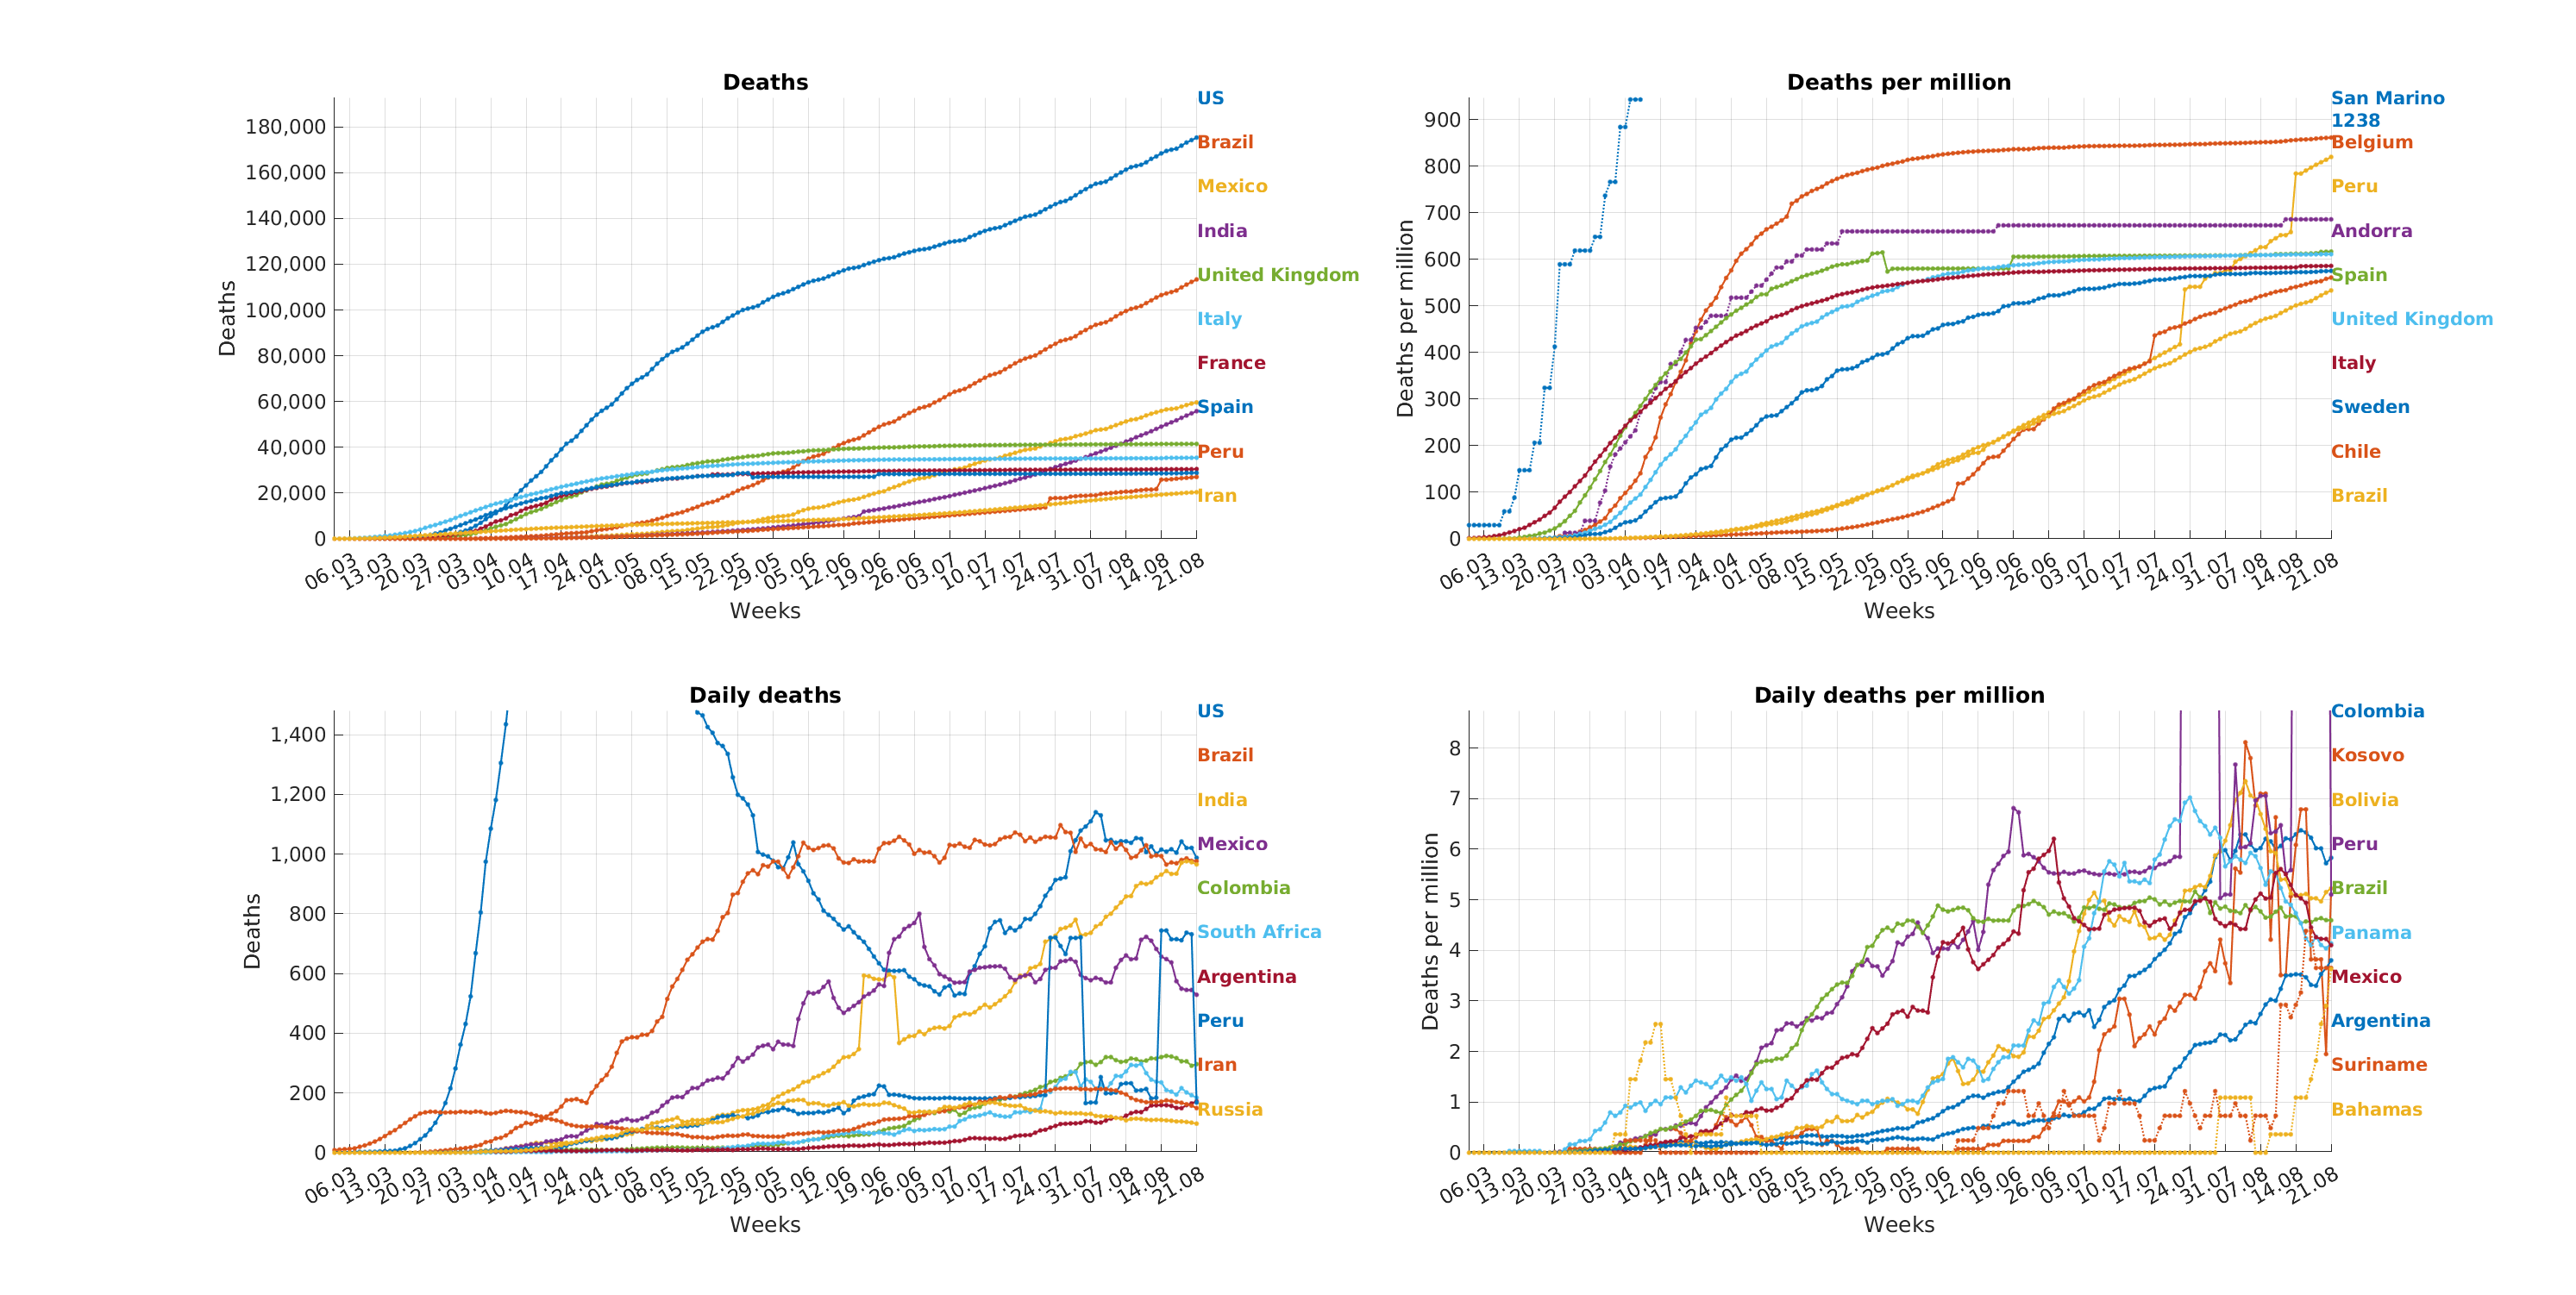 Deaths
Deaths
180,000
160,000
140,000
120,000
100,000
80,000
60,000
40,000
20,000
0
06.03 13.03 20.03 27.03 03.04 10.04 17.04 24.04 01.05 08.05 15.05 22.05 29.05 05.06 12.06 19.06 26.06 03.07 10.07 17.07 24.07 31.07 07.08 14.08 21.08
Weeks
US
Brazil
Mexico
India
United Kingdom
Italy
France
Spain
Peru
Iran
Deaths per million
Deaths per million
900
800
700
600
500
400
300
200
100
0
06.03 13.03 20.03 27.03 03.04 10.04 17.04 24.04 01.05 08.05 15.05 22.05 29.05 05.06 12.06 19.06 26.06 03.07 10.07 17.07 24.07 31.07 07.08 14.08 21.08
Weeks
San Marino
1238
Belgium
Peru
Andorra
Spain
United Kingdom
Italy
Sweden
Chile
Brazil
Daily deaths
Deaths
1,400
1,200
1,000
800
600
400
200
0
06.03 13.03 20.03 27.03 03.04 10.04 17.04 24.04 01.05 08.05 15.05 22.05 29.05 05.06 12.06 19.06 26.06 03.07 10.07 17.07 24.07 31.07 07.08 14.08 21.08
Weeks
US
Brazil
India
Mexico
Colombia
South Africa
Argentina
Peru
Iran
Russia
Daily deaths per million
Deaths per million
8
7
6
5
4
3
2
1
0
06.03 13.03 20.03 27.03 03.04 10.04 17.04 24.04 01.05 08.05 15.05 22.05 29.05 05.06 12.06 19.06 26.06 03.07 10.07 17.07 24.07 31.07 07.08 14.08 21.08
Weeks
Colombia
Kosovo
Bolivia
Peru
Brazil
Panama
Mexico
Argentina
Suriname
Bahamas